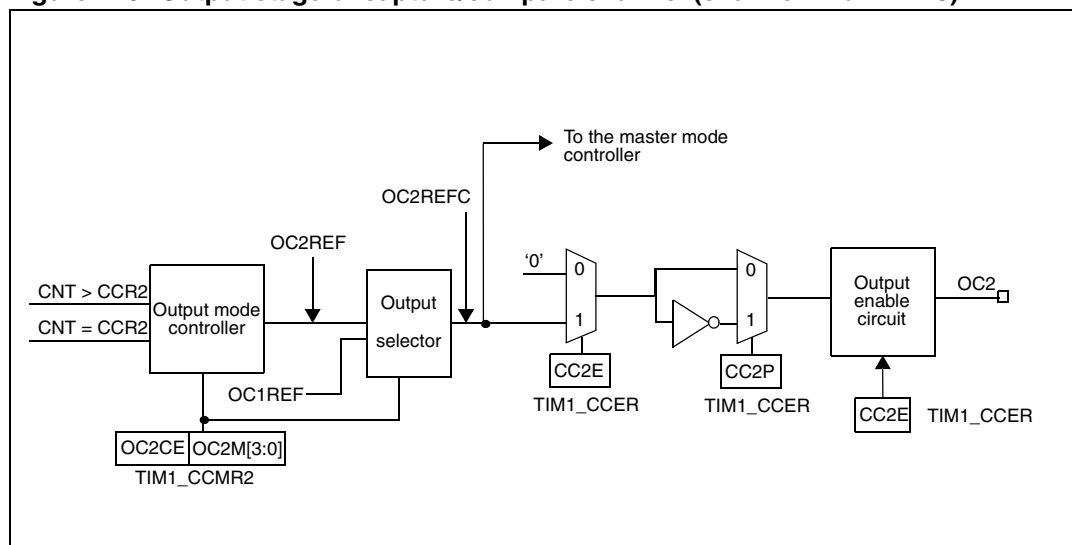 To the master mode
controller
OC2REFC
OC2REF
'0'
0
1
0
1
CNT > CCR2
CNT = CCR2
Output mode
controller
Output
selector
Output
enable
circuit
OC2
OC1REF
CC2E
TIM1_CCER
CC2P
TIM1_CCER
CC2E
TIM1_CCER
OC2CE
OC2M[3:0]
TIM1_CCMR2